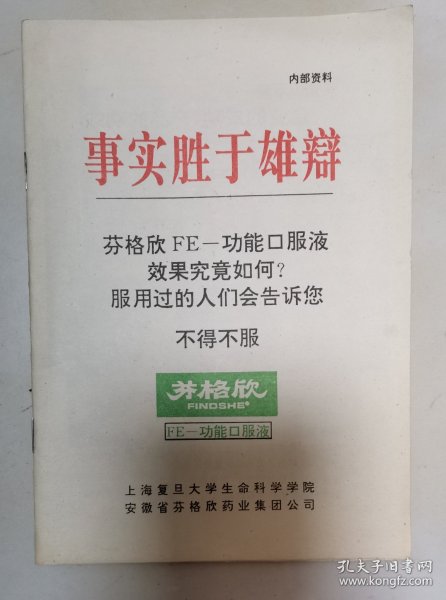 内部资料
事实胜于雄辩
芬格欣 FE－功能口服液
效果究竟如何？
服用过的人们会告诉您
不得不服
芬格欣
FINDSHE®
FE－功能口服液
上海复旦大学生命科学学院
安徽省芬格欣药业集团公司
孔夫子旧书网
www.kongfz.com